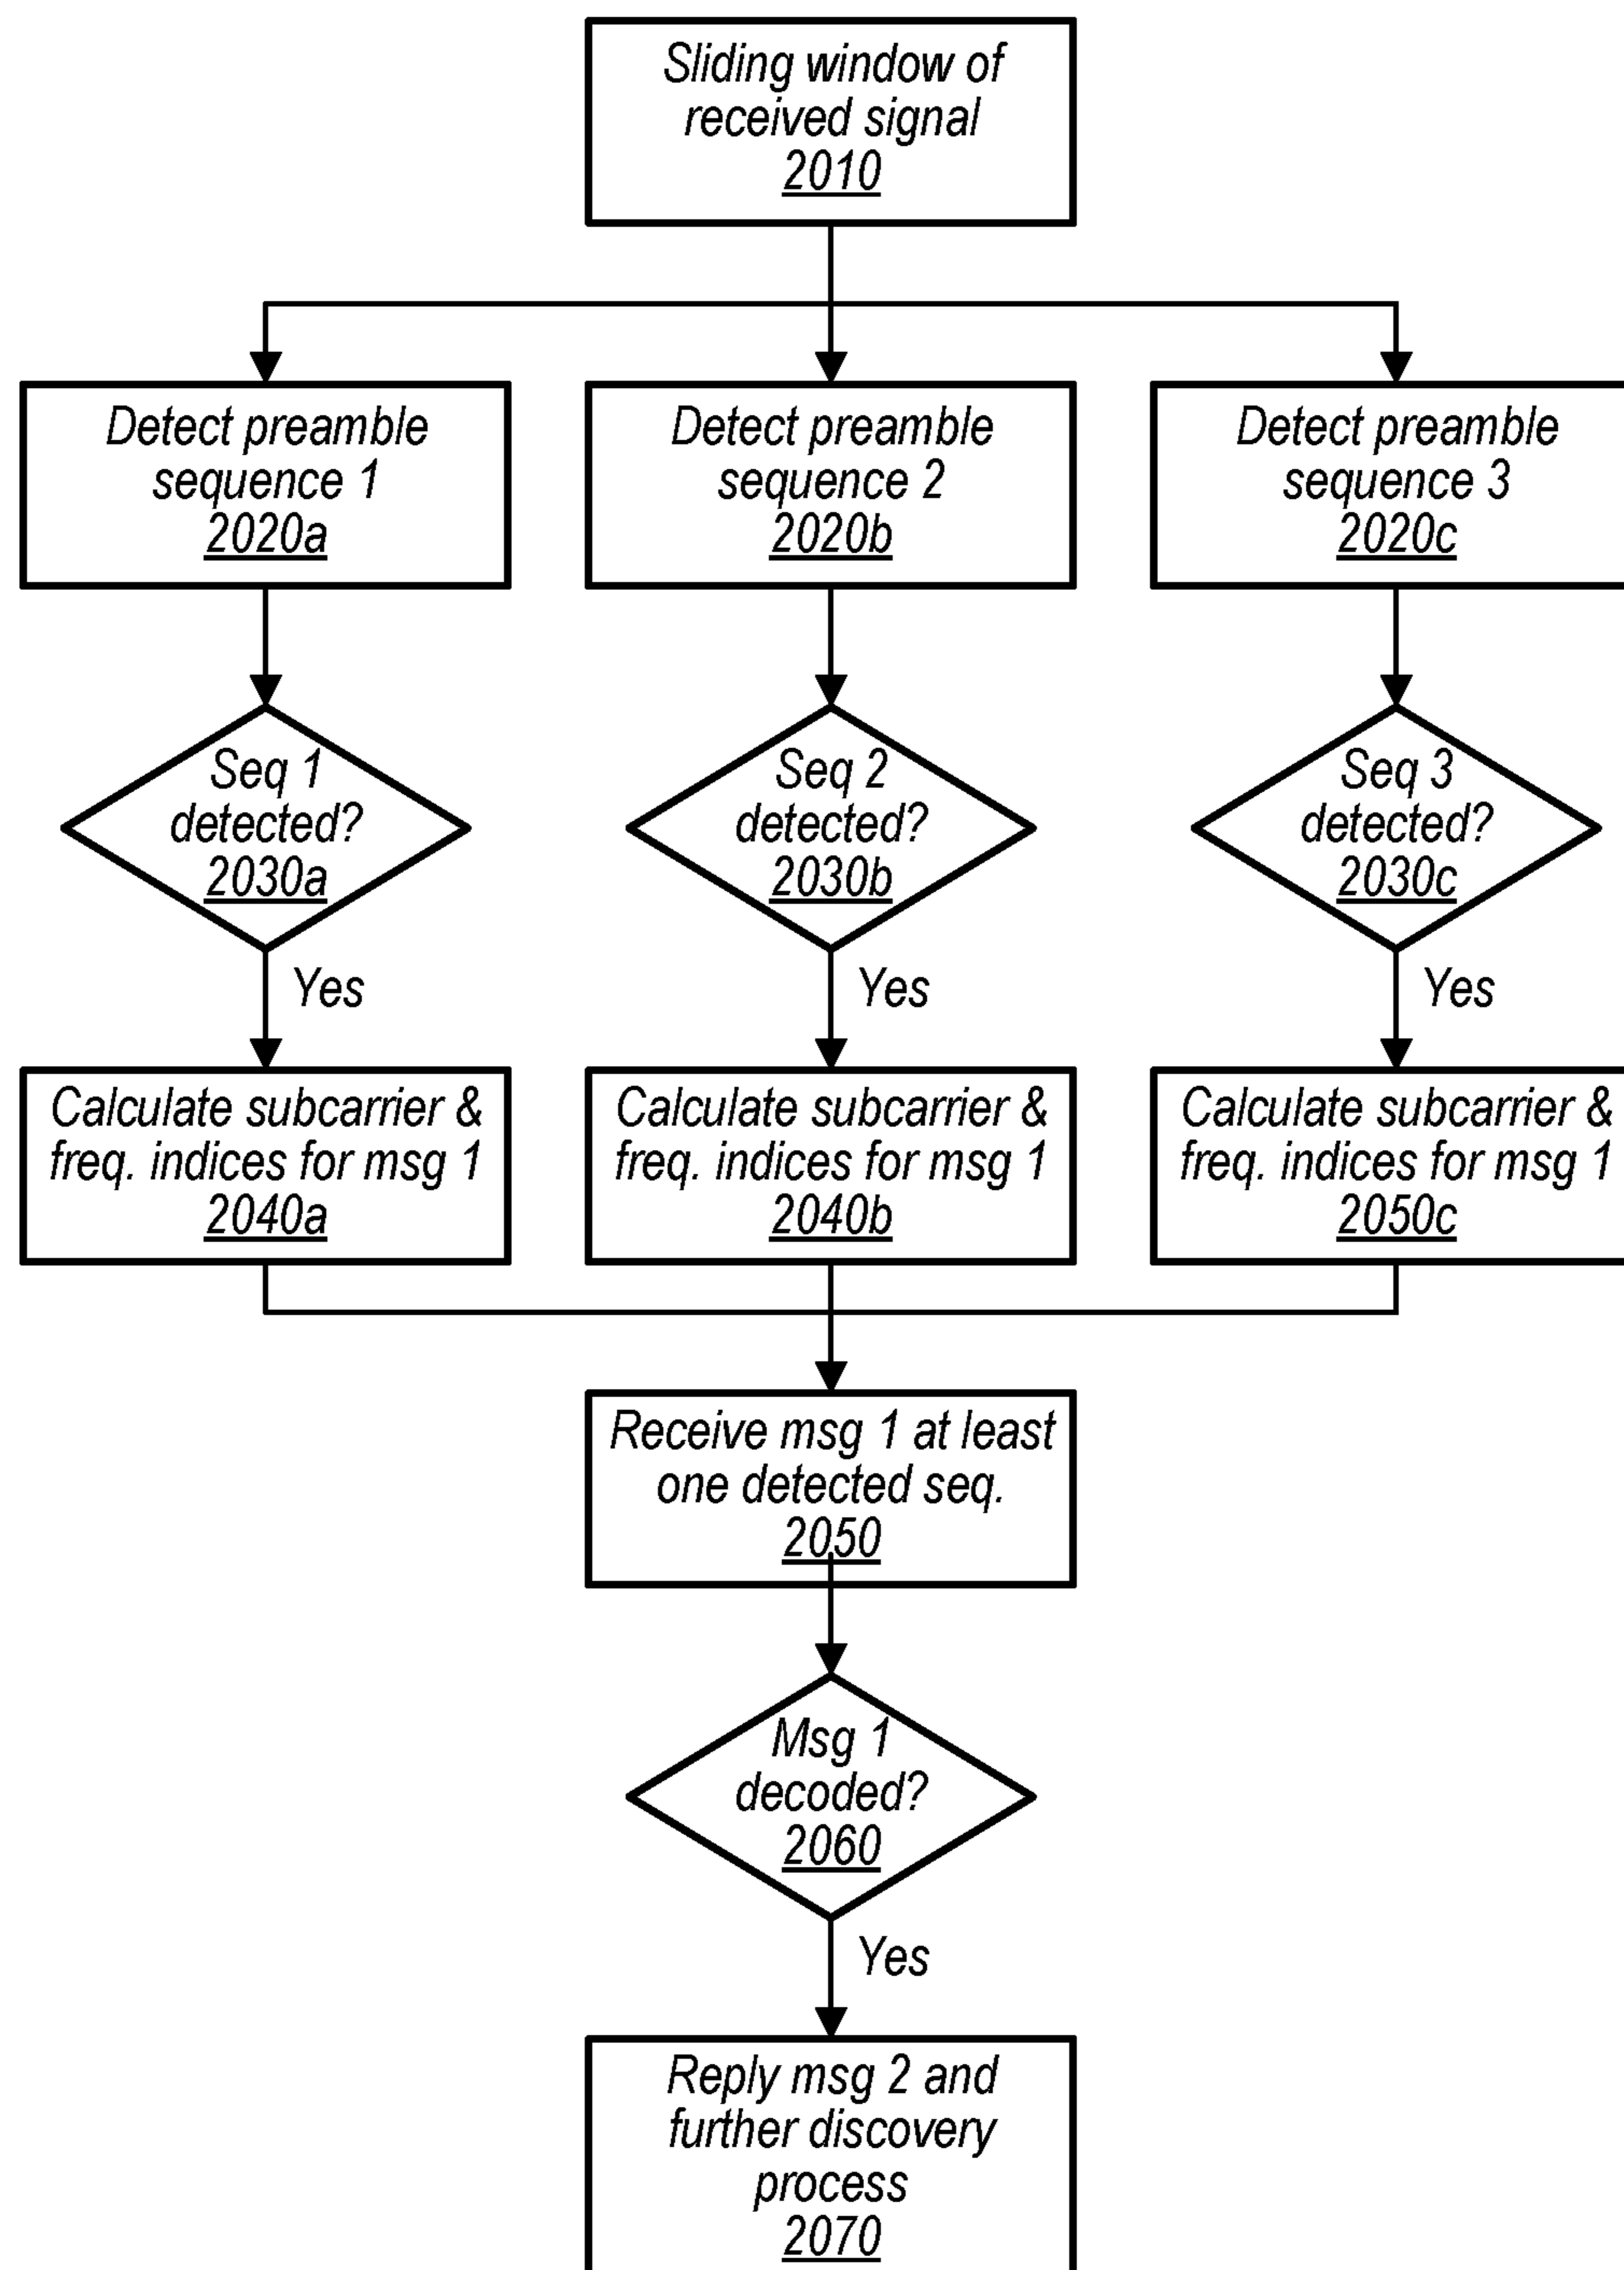 Sliding window of
received signal
2010
Detect preamble
sequence 1
2020a
Detect preamble
sequence 2
2020b
Detect preamble
sequence 3
2020c
Seq 1
detected?
2030a
Seq 2
detected?
2030b
Seq 3
detected?
2030c
Yes
Yes
Yes
Calculate subcarrier &
freq. indices for msg 1
2040a
Calculate subcarrier &
freq. indices for msg 1
2040b
Calculate subcarrier &
freq. indices for msg 1
2050c
Receive msg 1 at least
one detected seq.
2050
Msg 1
decoded?
2060
Yes
Reply msg 2 and
further discovery
process
2070